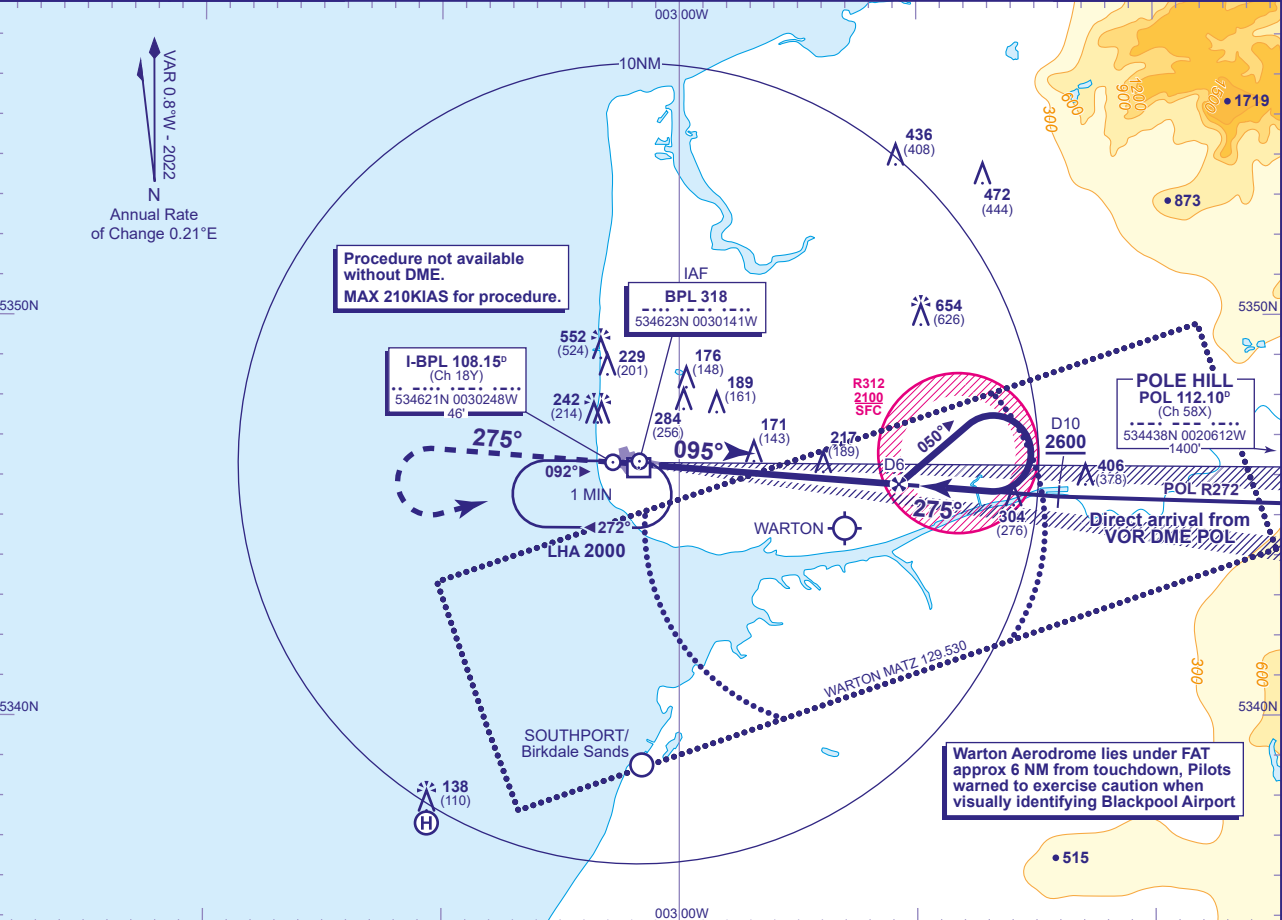 003 00W
VAR 0.8°W - 2022
N
Annual Rate
of Change 0.21°E
10NM
1200
900
600
300
1500
1719
873
436
(408)
472
(444)
Procedure not available
without DME.
MAX 210KIAS for procedure.
IAF
BPL 318
534623N 0030141W
5350N
5350N
654
(626)
552
(524)
229
(201)
176
(148)
189
(161)
I-BPL 108.15D
(Ch 18Y)
534621N 0030248W
46'
242
(214)
284
(256)
171
(143)
217
(189)
R312
2100
SFC
POLE HILL
POL 112.10D
(Ch 58X)
534438N 0020612W
1400
D10
2600
275°
095°
050°
D6
092°
1 MIN
272°
LHA 2000
275°
406
(378)
POL R272
304
(276)
Direct arrival from
VOR DME POL
WARTON
WARTON MATZ 129.530
300
600
5340N
5340N
SOUTHPORT/
Birkdale Sands
138
(110)
H
Warton Aerodrome lies under FAT
approx 6 NM from touchdown, Pilots
warned to exercise caution when
visually identifying Blackpool Airport
515
003 00W